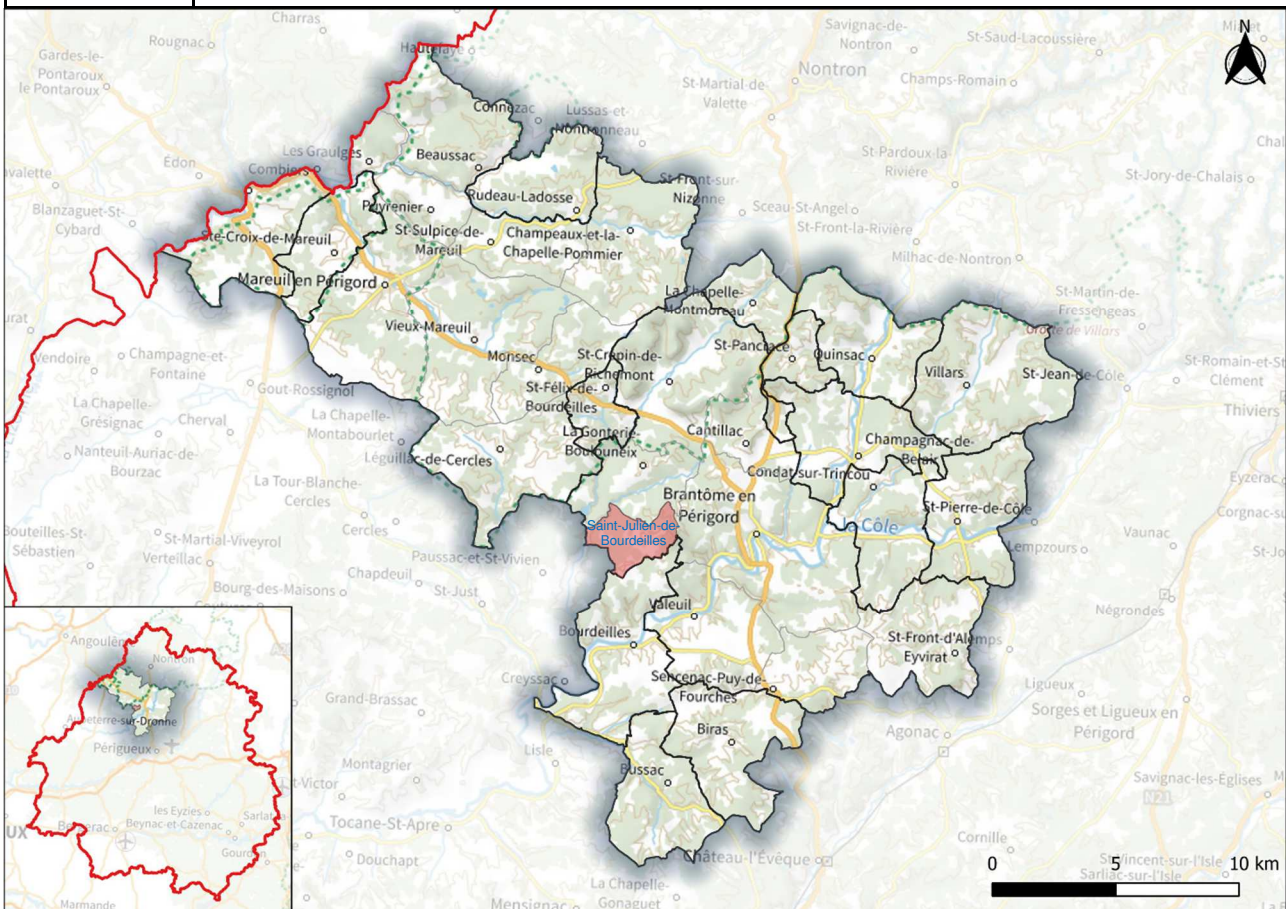 Charras
Rougnac
Hautefaye
Savignac-de-
Nontron
St-Saud-Lacoussière
N
Gardes-le-
Pontaroux
le Pontaroux
Nontron
Champs-Romain
St-Martial-de-
Valette
Connezac
Lussas-et-
Nontronneau
Les Graulges
Beaussac
St-Pardoux-la-
Rivière
Édon
Combiers
St-Jory-de-Chalais
St-Front-sur-
Nizonne
Rudeau-Ladosse
Puyrenier
Blanzaguet-St-
Cybard
Sceau-St-Angel
St-Front-la-Rivière
Ste-Croix-de-Mareuil
St-Sulpice-de-
Mareuil
Champeaux-et-la-
Chapelle-Pommier
Milhac-de-Nontron
Mareuil en Périgord
La Chapelle-
Montmoreau
St-Martin-de-
Fressengeas
Grotte de Villars
Vieux-Mareuil
Vendoire
Champagne-et-
Fontaine
Monsec
St-Crépin-de-
Richemont
St-Pancrace
Quinsac
Villars
St-Jean-de-Côle
St-Romain-et-St-
Clément
Gout-Rossignol
St-Félix-de-
Bourdeilles
La Chapelle-
Grésignac
Cherval
La Chapelle-
Montabourlet
Thiviers
La Gonterie-
Boulouneix
Cantillac
Champagnac-de-
Belair
Nanteuil-Auriac-de-
Bourzac
Léguillac-de-Cercles
Condat-sur-Trincou
La Tour-Blanche-
Cercles
Eyzerac
Brantôme en
Périgord
St-Pierre-de-Côle
Saint-Julien-de-
Bourdeilles
La Côle
Bouteilles-St-
Sébastien
St-Martial-Viveyrol
Verteillac
Cercles
Vaunac
Lempzours
Paussac-et-St-Vivien
Chapdeuil
Bourg-des-Maisons
St-Just
Valeuil
Négrondes
Bourdeilles
St-Front-d'Alemps
Eyvirat
Angoulêm
Nontron
Creyssac
Sencenac-Puy-de-
Fourches
Ligueux
Grand-Brassac
Sorges et Ligueux en
Périgord
Aubeterre-sur-Dronne
Biras
Agonac
Périgueux
Lisle
Montagrier
Bussac
Savignac-les-Églises
N21
St-Victor
les Eyzies
Beynac-et-Cazenac
Sarlat
Bergerac
Tocane-St-Apre
Cornille
Douchapt
Château-l'Évêque
St-Vincent-sur-l'Isle
Sarliac-sur-l'Isle
Gourdon
0 5 10 km
La Chapelle-
Gonaguet
Marmande
Mensignac